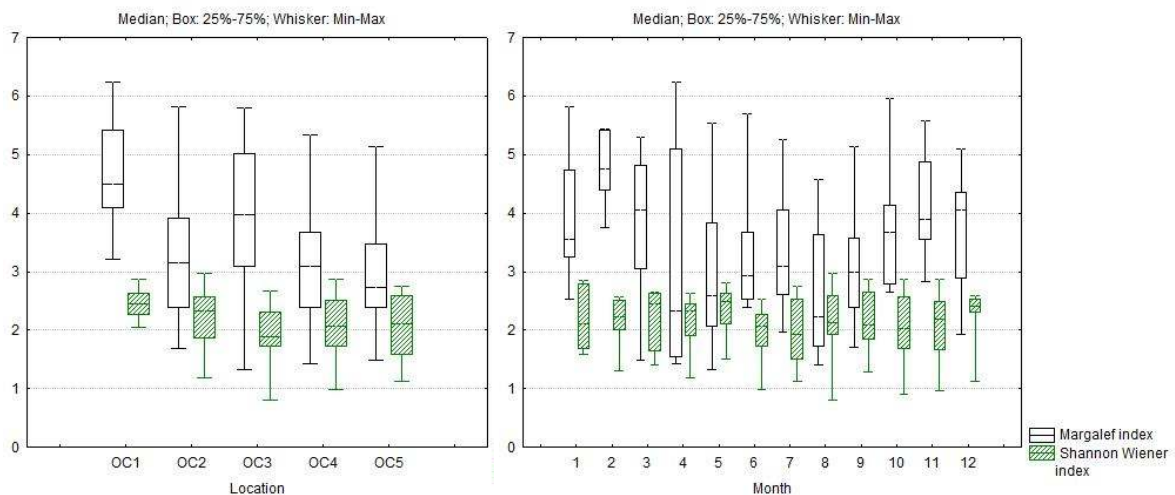 Median; Box: 25%-75%; Whisker: Min-Max
7
6
5
4
3
2
1
0
OC1 OC2 OC3 OC4 OC5
Location
Median; Box: 25%-75%; Whisker: Min-Max
7
6
5
4
3
2
1
0
1 2 3 4 5 6 7 8 9 10 11 12
Month
Margalef index
Shannon Wiener
index